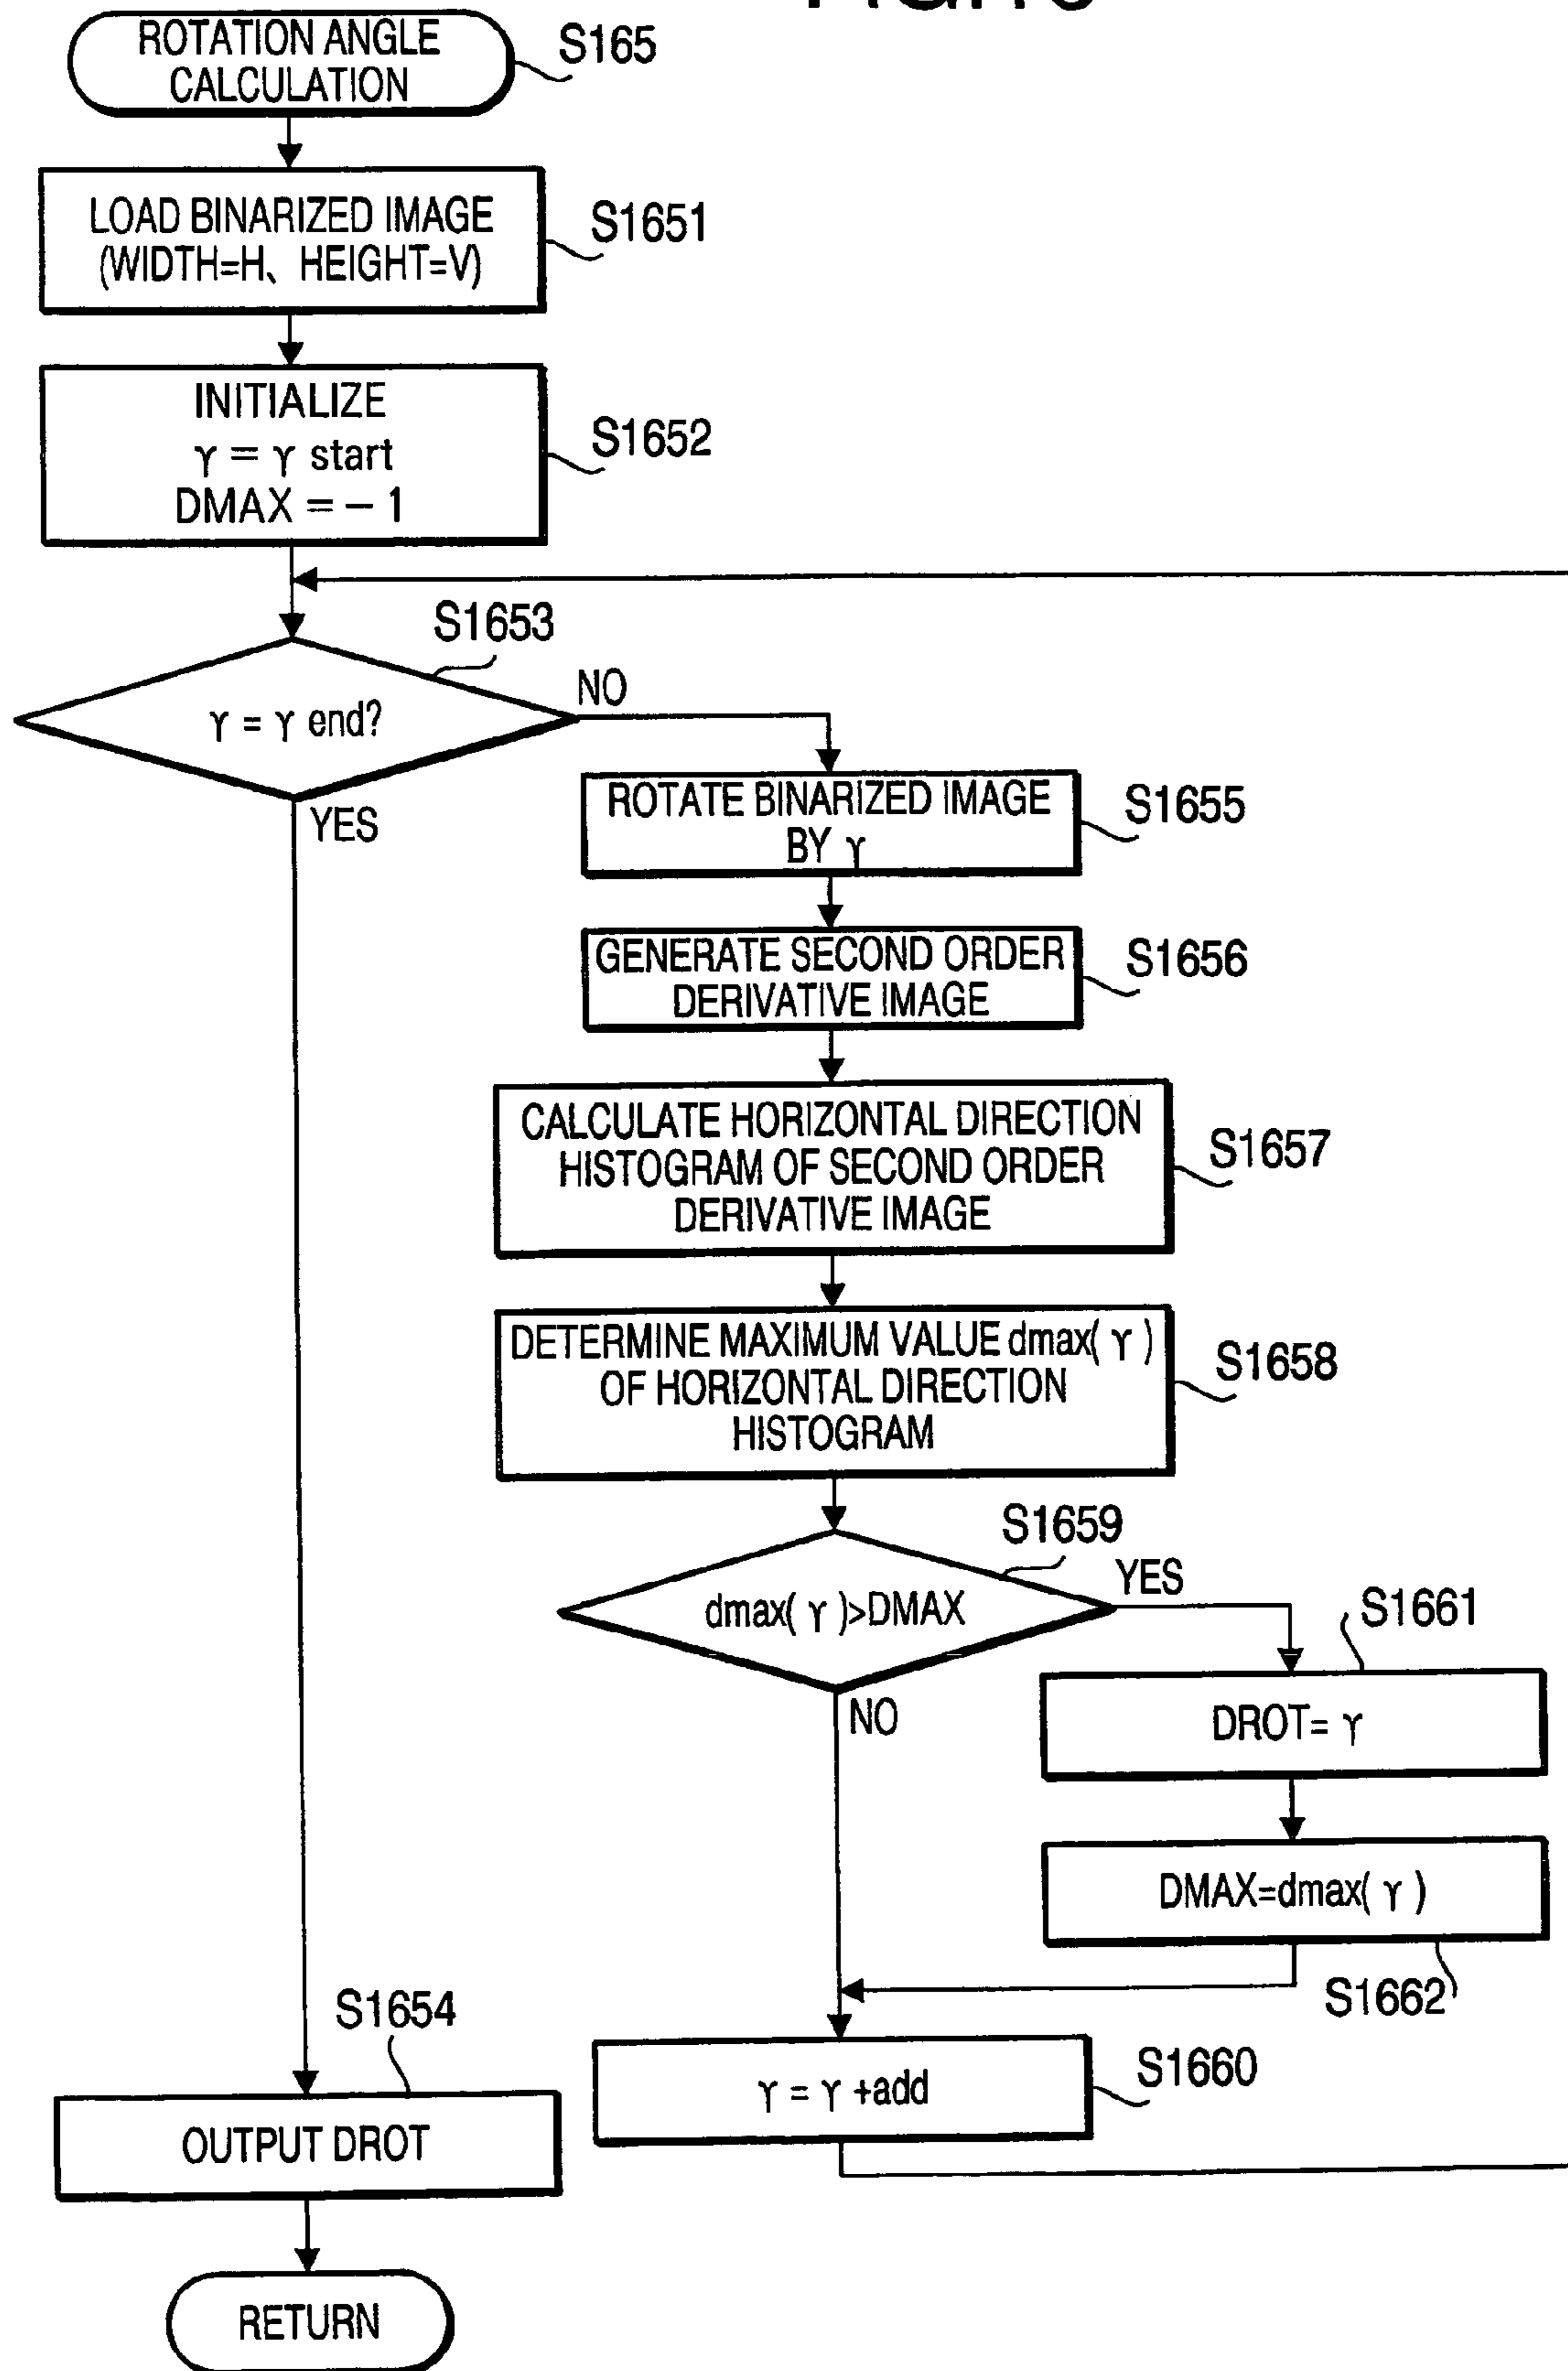 ROTATION ANGLE
CALCULATION
S165
LOAD BINARIZED IMAGE
(WIDTH=H、HEIGHT=V)
S1651
INITIALIZE
γ = γ start
DMAX = − 1
S1652
S1653
γ = γ end?
NO
YES
ROTATE BINARIZED IMAGE
BY γ
S1655
GENERATE SECOND ORDER
DERIVATIVE IMAGE
S1656
CALCULATE HORIZONTAL DIRECTION
HISTOGRAM OF SECOND ORDER
DERIVATIVE IMAGE
S1657
DETERMINE MAXIMUM VALUE dmax( γ )
OF HORIZONTAL DIRECTION
HISTOGRAM
S1658
S1659
dmax( γ )>DMAX
YES
NO
S1661
DROT= γ
DMAX=dmax( γ )
S1662
S1654
OUTPUT DROT
γ = γ +add
S1660
RETURN